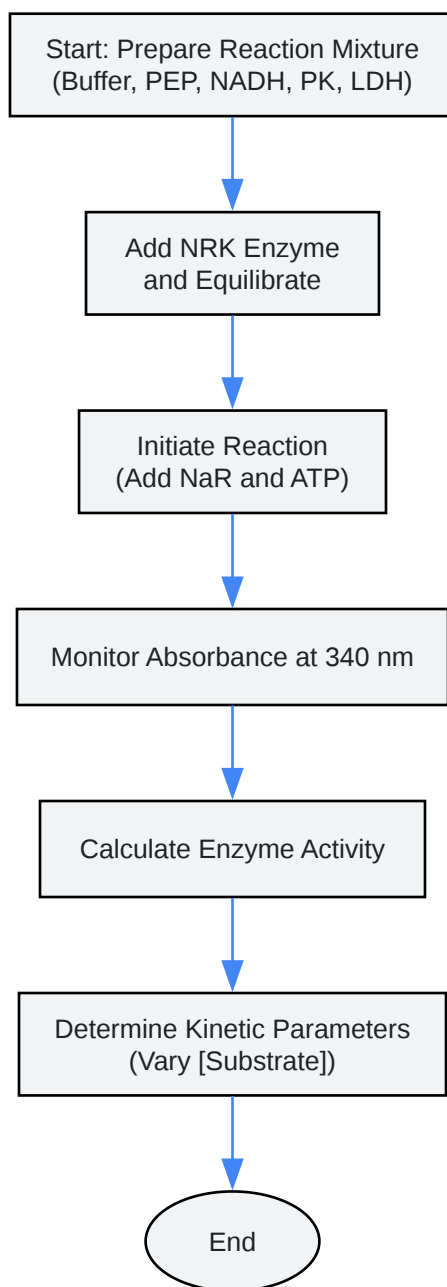 Start: Prepare Reaction Mixture
(Buffer, PEP, NADH, PK, LDH)
Add NRK Enzyme
and Equilibrate
Initiate Reaction
(Add NaR and ATP)
Monitor Absorbance at 340 nm
Calculate Enzyme Activity
Determine Kinetic Parameters
(Vary [Substrate])
End